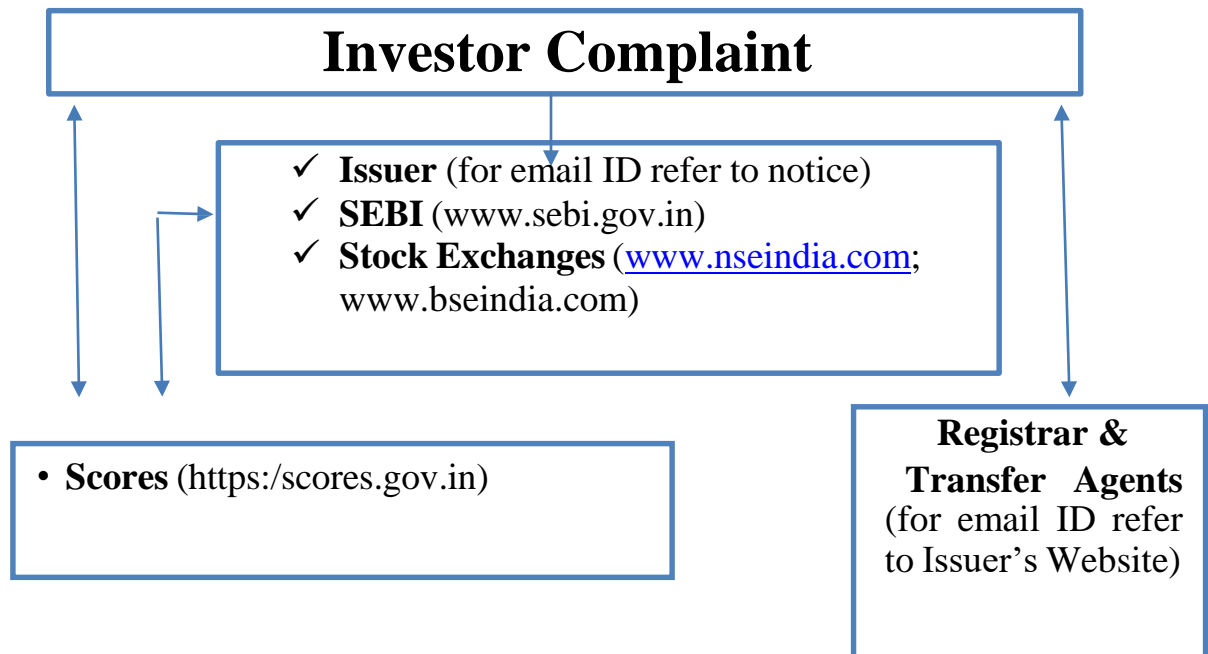 Investor Complaint
✓ Issuer (for email ID refer to notice)
✓ SEBI (www.sebi.gov.in)
✓ Stock Exchanges (www.nseindia.com;
www.bseindia.com)
• Scores (https:/scores.gov.in)
Registrar &
Transfer Agents
(for email ID refer
to Issuer’s Website)